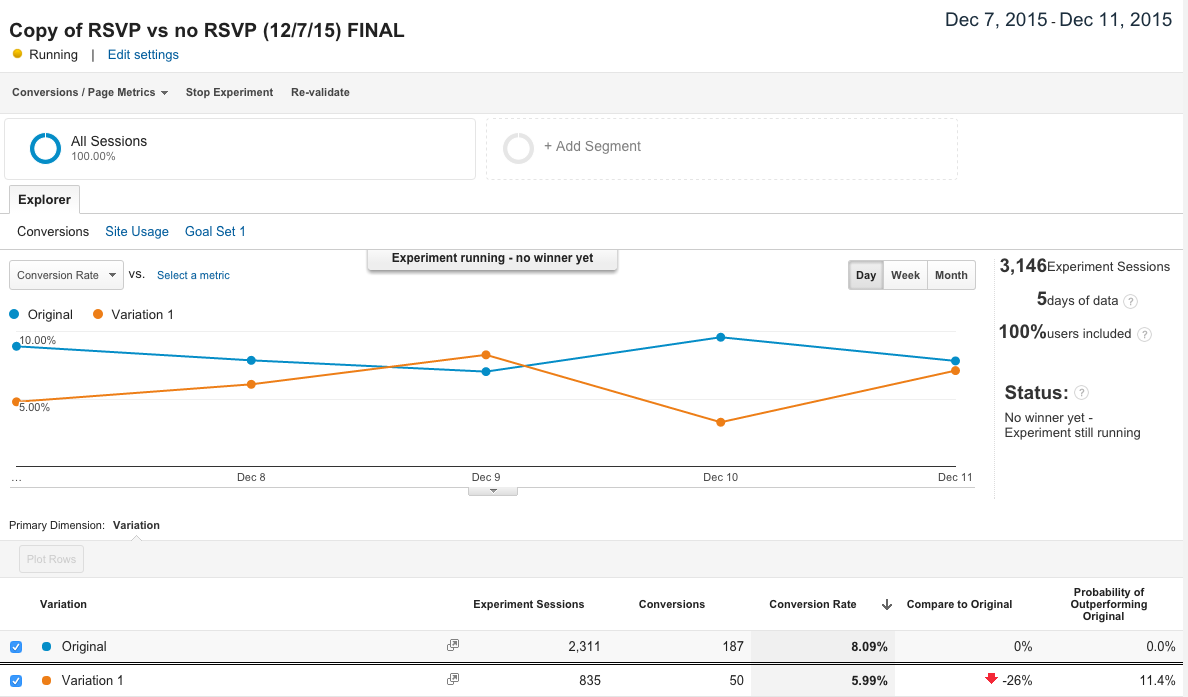 Copy of RSVP vs no RSVP (12/7/15) FINAL
Dec 7, 2015 - Dec 11, 2015
Running | Edit settings
Conversions / Page Metrics Stop Experiment Re-validate
All Sessions
100.00%
+ Add Segment
Explorer
Conversions Site Usage Goal Set 1
Experiment running - no winner yet
Conversion Rate vs. Select a metric
Day Week Month
Original Variation 1
10.00%
5.00%
... Dec 8 Dec 9 Dec 10 Dec 11
3,146 Experiment Sessions
5 days of data ?
100% users included ?
Status: ?
No winner yet -
Experiment still running
Primary Dimension: Variation
Plot Rows
Variation Experiment Sessions Conversions Conversion Rate Compare to Original Probability of Outperforming Original
Original 2,311 187 8.09% 0% 0.0%
Variation 1 835 50 5.99% -26% 11.4%